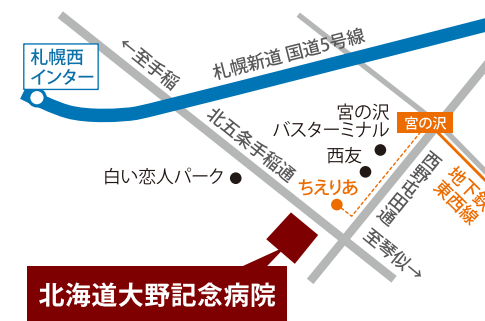 札幌西
インター
←至手稲
札幌新道 国道5号線
北五条手稲通
宮の沢
バスターミナル
宮の沢
西友
白い恋人パーク
ちえりあ
西野屯田通
地下鉄
東西線
至琴似→
北海道大野記念病院